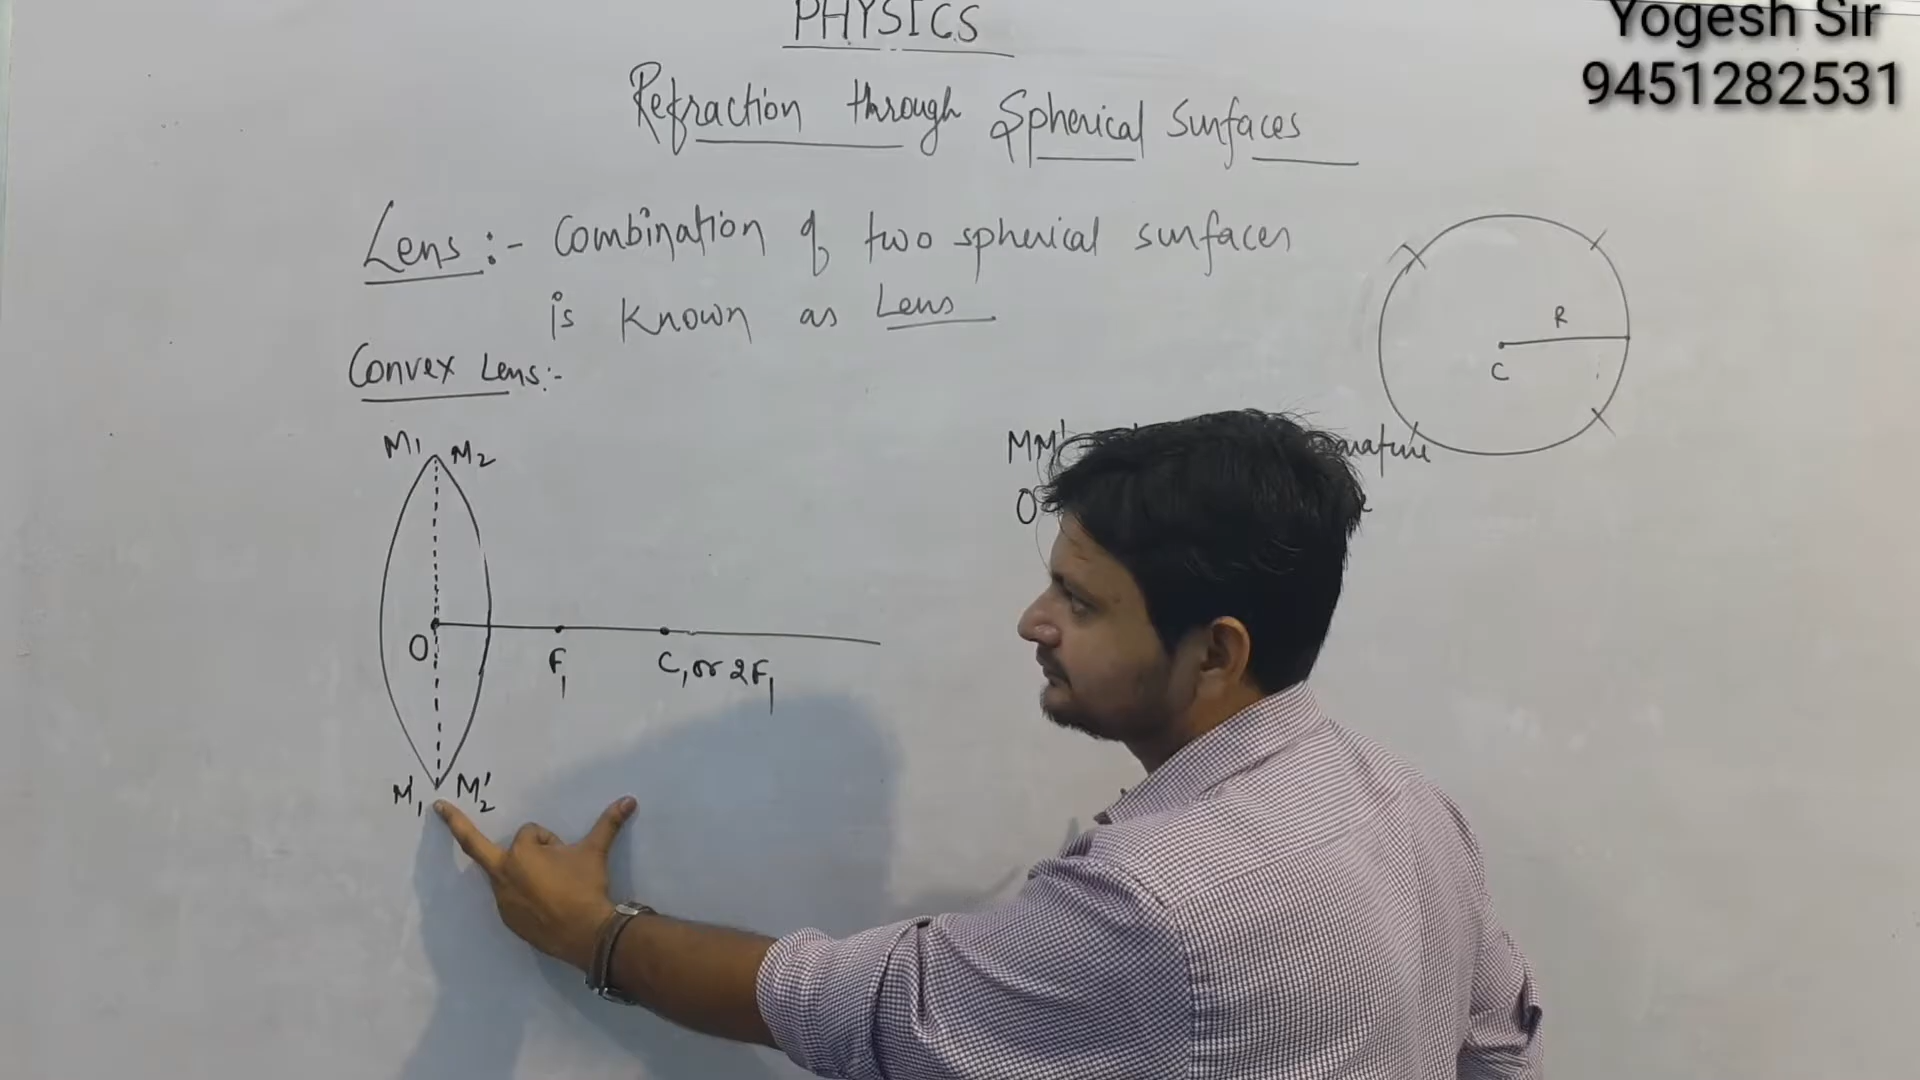 PHYSICS
Yogesh Sir
9451282531
Refraction through Spherical Surfaces
Lens:- Combination of two spherical surfaces
is known as Lens
Convex Lens:-
R
C
M1 M2
MM'
O
O
F1
C1 or 2F1
M1' M2'